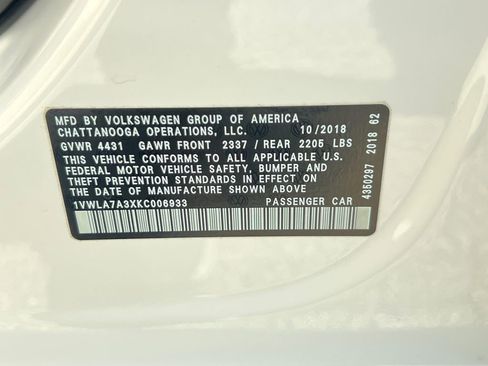 MFD BY VOLKSWAGEN GROUP OF AMERICA
CHATTANOOGA OPERATIONS, LLC. 10/2018
GVWR 4431 GAWR FRONT 2337 / REAR 2205 LBS
THIS VEHICLE CONFORMS TO ALL APPLICABLE U.S.
FEDERAL MOTOR VEHICLE SAFETY, BUMPER AND
THEFT PREVENTION STANDARDS IN EFFECT ON
THE DATE OF MANUFACTURE SHOWN ABOVE
1VWLA7A3XKC006933 PASSENGER CAR
4350297 2018 62